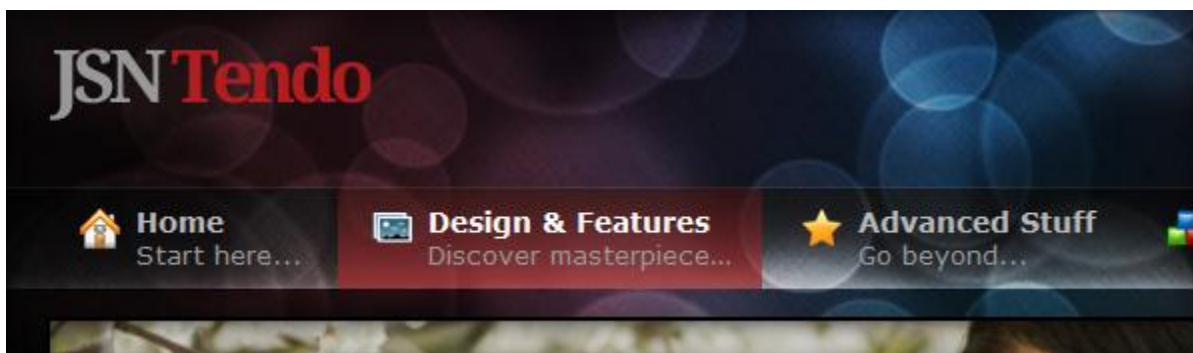 JSN Tendo
Home
Start here...
Design & Features
Discover masterpiece...
Advanced Stuff
Go beyond...